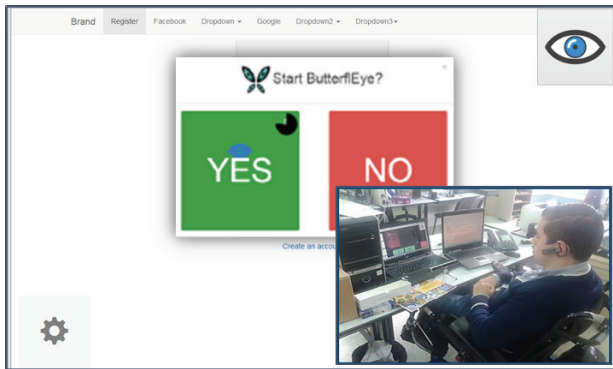 Brand Register Facebook Dropdown Google Dropdown2 Dropdown3
Start ButterflEye?
×
YES
NO
Create an accou